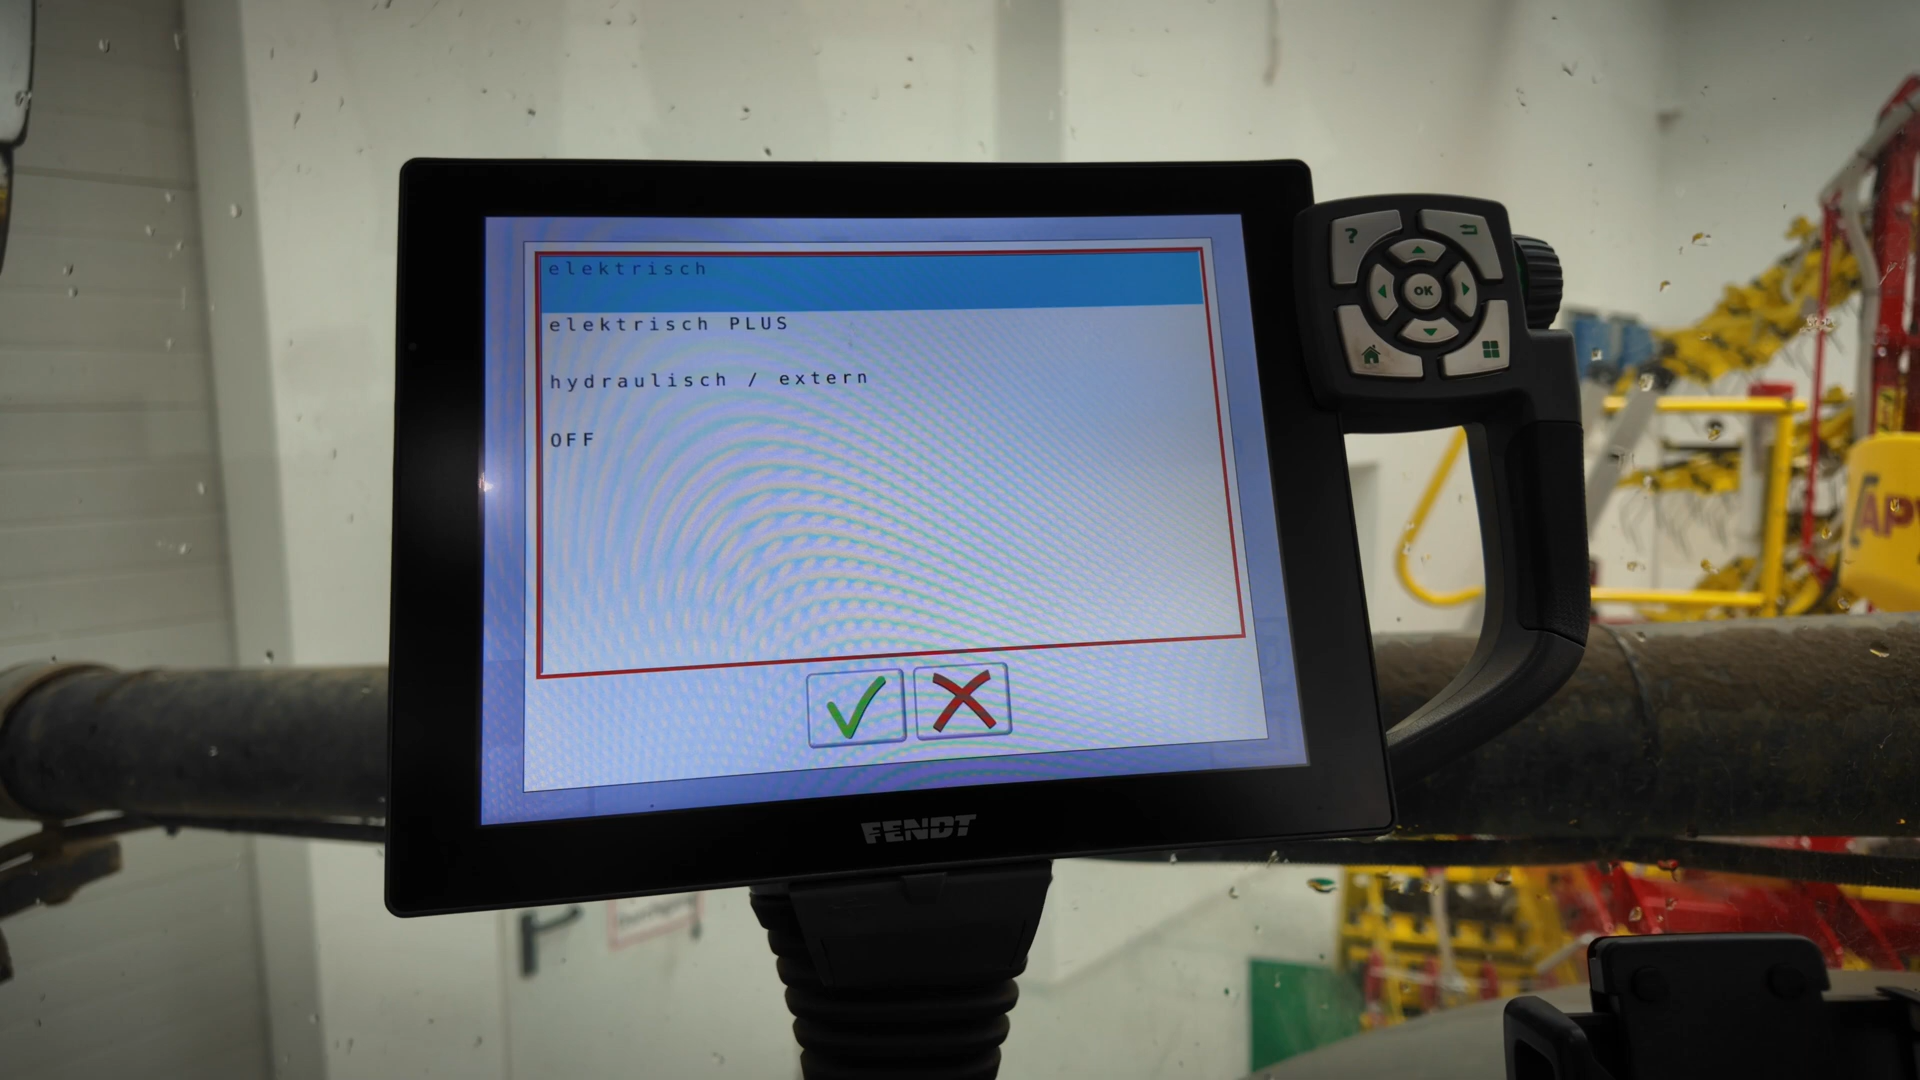 elektrisch
elektrisch PLUS
hydraulisch / extern
OFF
?
OK
FENDT